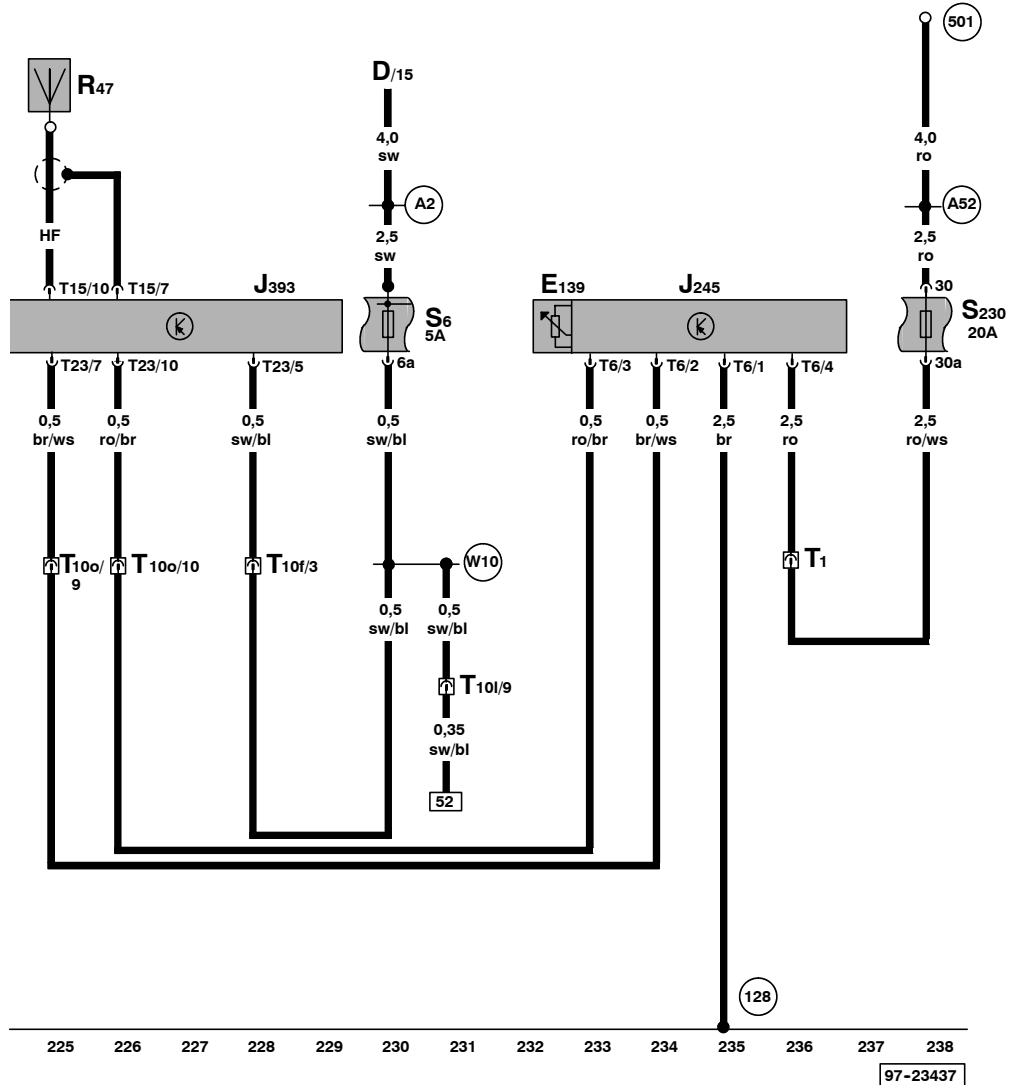 501
R47
D/15
4,0
sw
4,0
ro
A2
A52
HF
2,5
sw
2,5
ro
T15/10
T15/7
J393
E139
J245
30
S6
5A
S230
20A
T23/7
T23/10
T23/5
6a
T6/3
T6/2
T6/1
T6/4
30a
0,5
br/ws
0,5
ro/br
0,5
sw/bl
0,5
sw/bl
0,5
ro/br
0,5
br/ws
2,5
br
2,5
ro
2,5
ro/ws
T10o/
9
T10o/10
T10f/3
W10
T1
0,5
sw/bl
0,5
sw/bl
T10l/9
0,35
sw/bl
52
128
225 226 227 228 229 230 231 232 233 234 235 236 237 238
97-23437